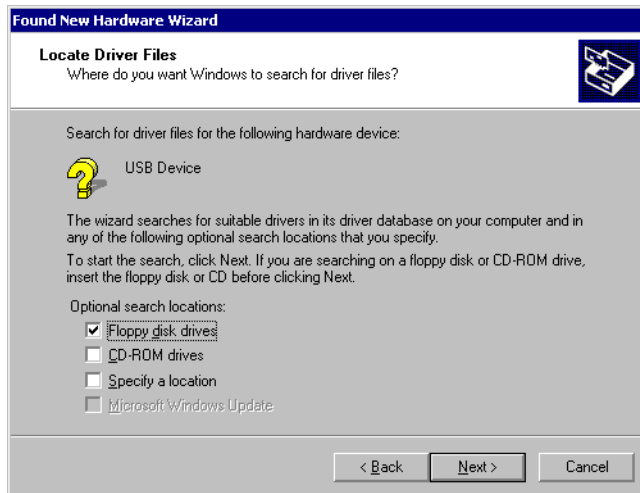 Found New Hardware Wizard
Locate Driver Files
Where do you want Windows to search for driver files?
Search for driver files for the following hardware device:
USB Device
The wizard searches for suitable drivers in its driver database on your computer and in
any of the following optional search locations that you specify.
To start the search, click Next. If you are searching on a floppy disk or CD-ROM drive,
insert the floppy disk or CD before clicking Next.
Optional search locations:
Floppy disk drives
CD-ROM drives
Specify a location
Microsoft Windows Update
< Back Next > Cancel